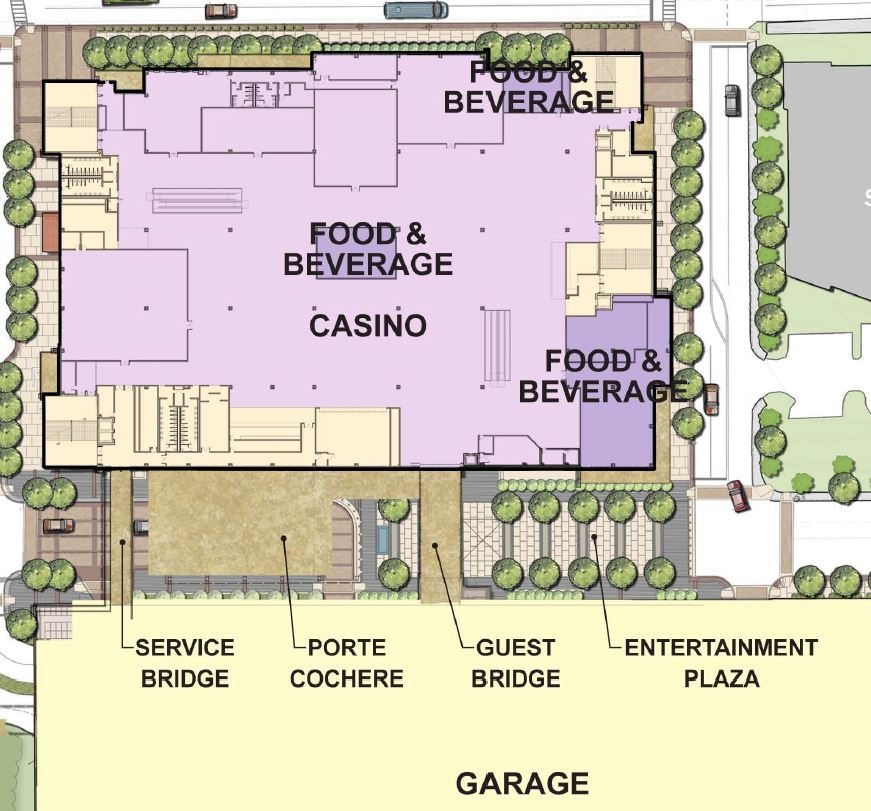 FOOD &
BEVERAGE
FOOD &
BEVERAGE
CASINO
FOOD &
BEVERAGE
SERVICE
BRIDGE
PORTE
COCHERE
GUEST
BRIDGE
ENTERTAINMENT
PLAZA
GARAGE